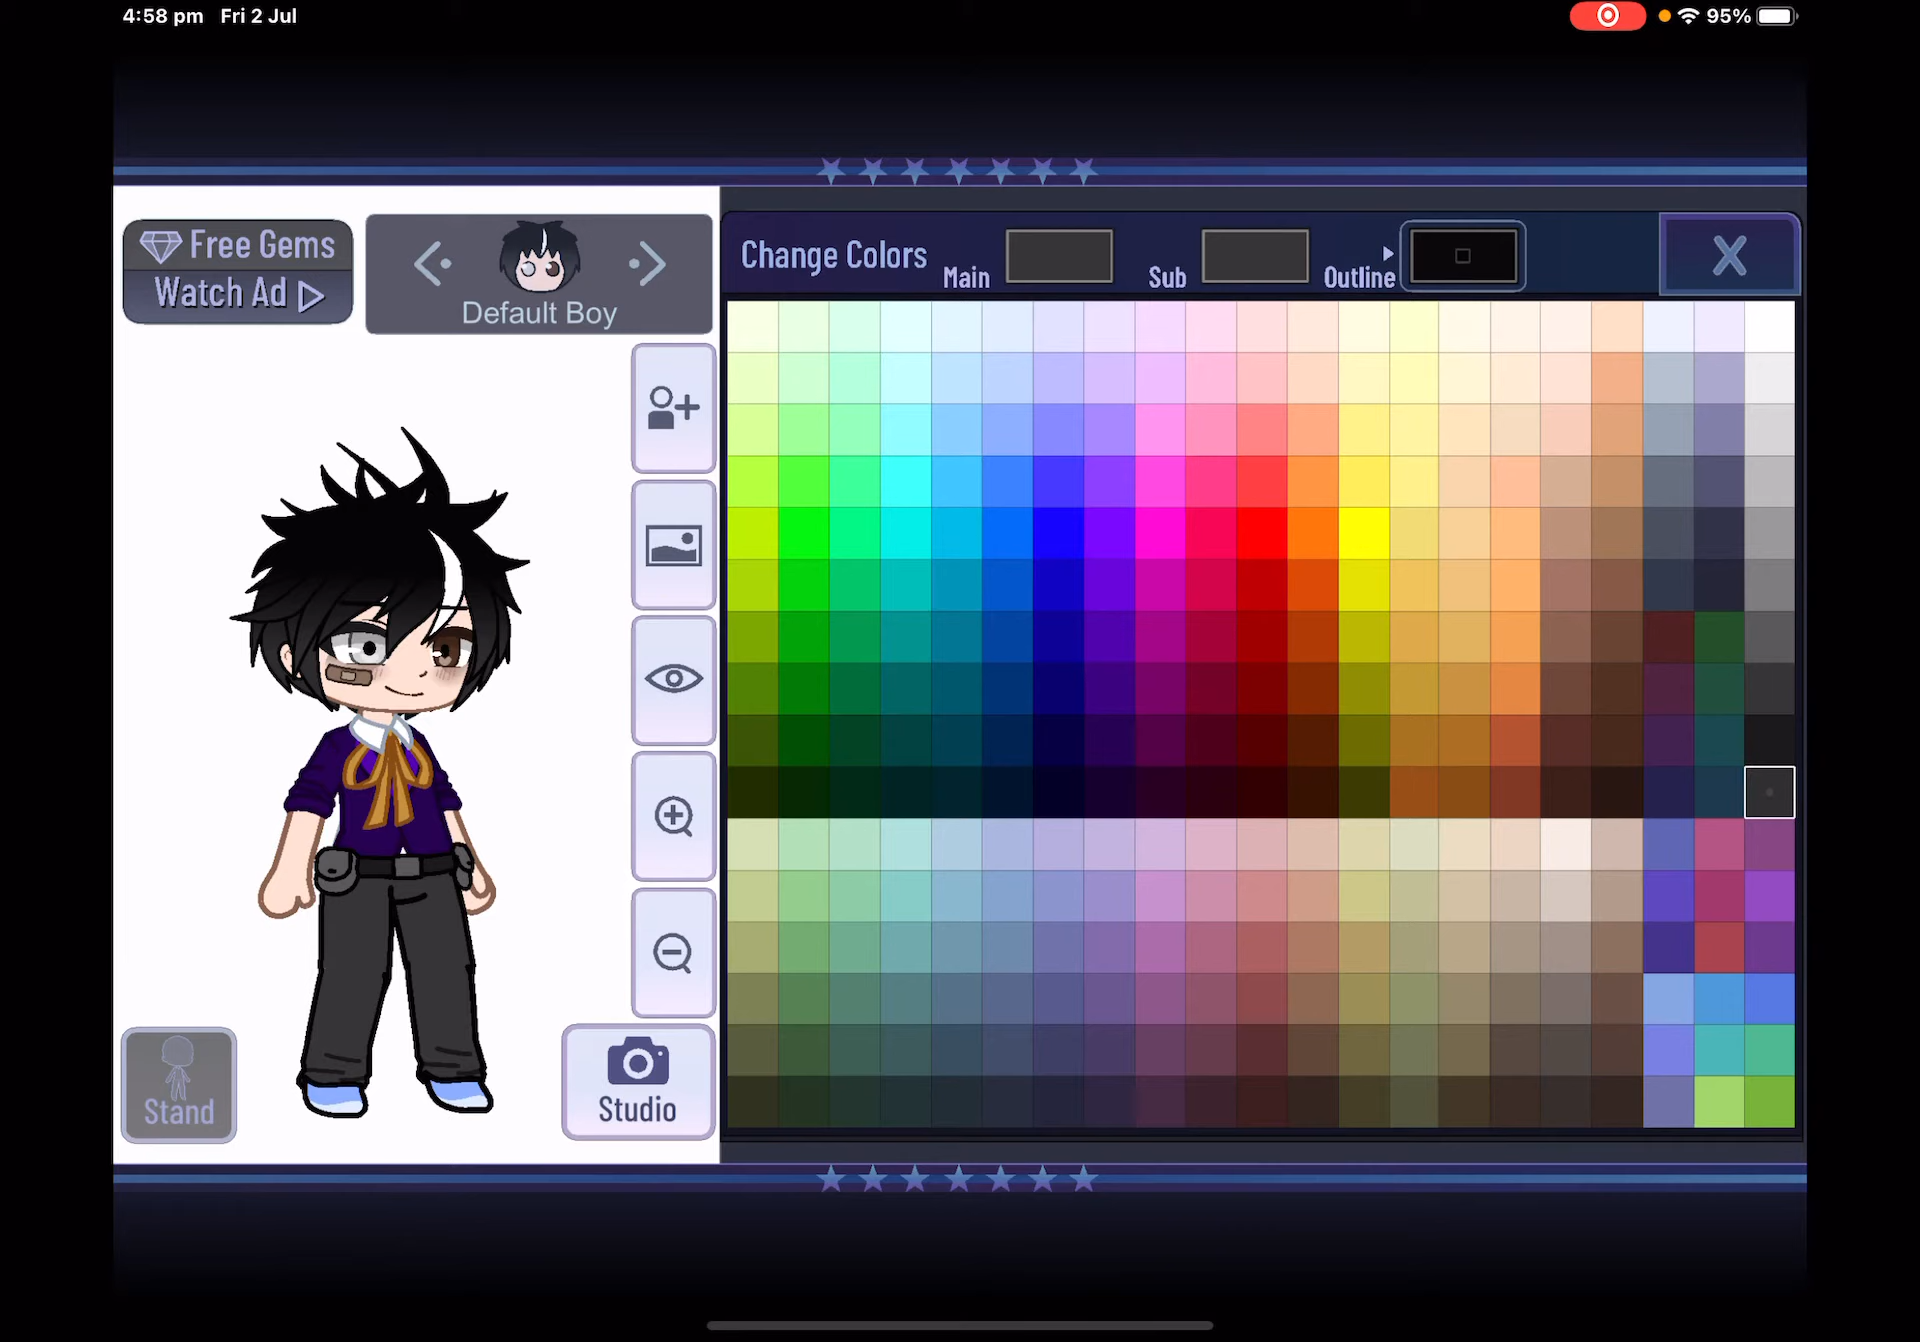 4:58 pm Fri 2 Jul
95%
Free Gems
Watch Ad
Default Boy
Change Colors
Main
Sub
Outline
X
Stand
Studio